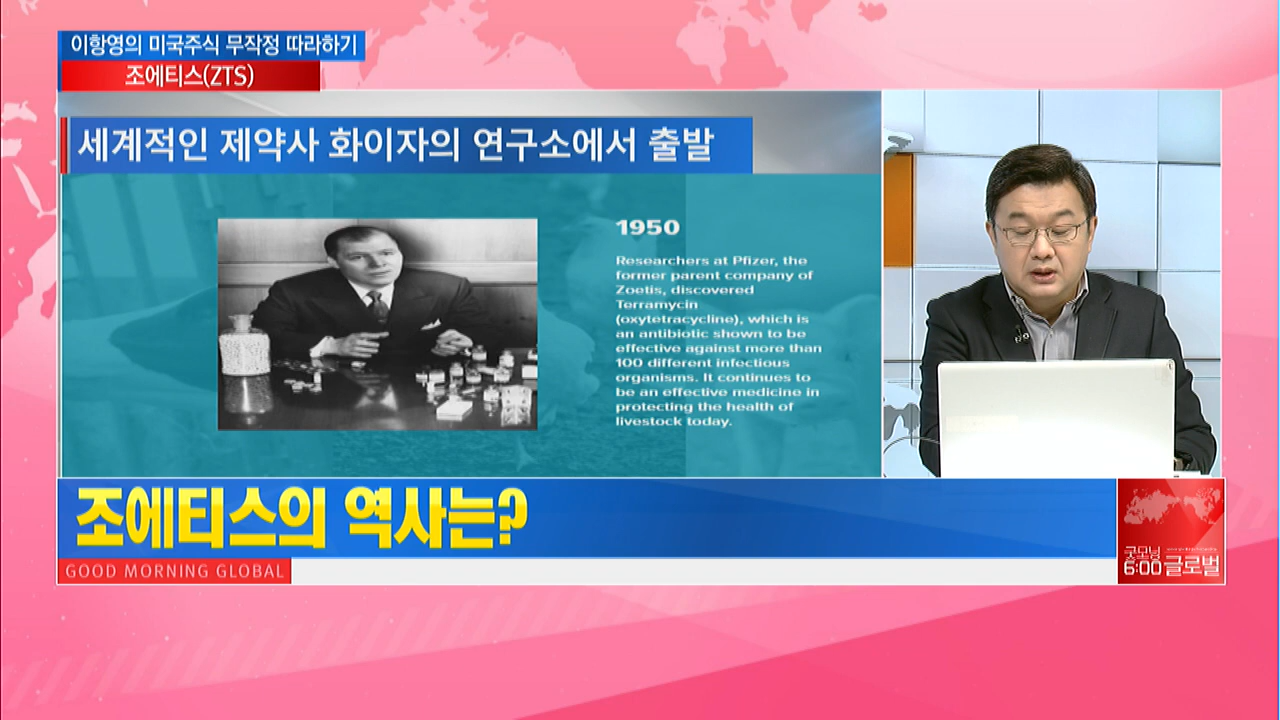 이항영의 미국주식 무작정 따라하기
조에티스(ZTS)
세계적인 제약사 화이자의 연구소에서 출발
1950
Researchers at Pfizer, the
former parent company of
Zoetis, discovered
Terramycin
(oxytetracycline), which is
an antibiotic shown to be
effective against more than
100 different infectious
organisms. It continues to
be an effective medicine in
protecting the health of
livestock today.
조에티스의 역사는?
GOOD MORNING GLOBAL
굿모닝
6:00 글로벌